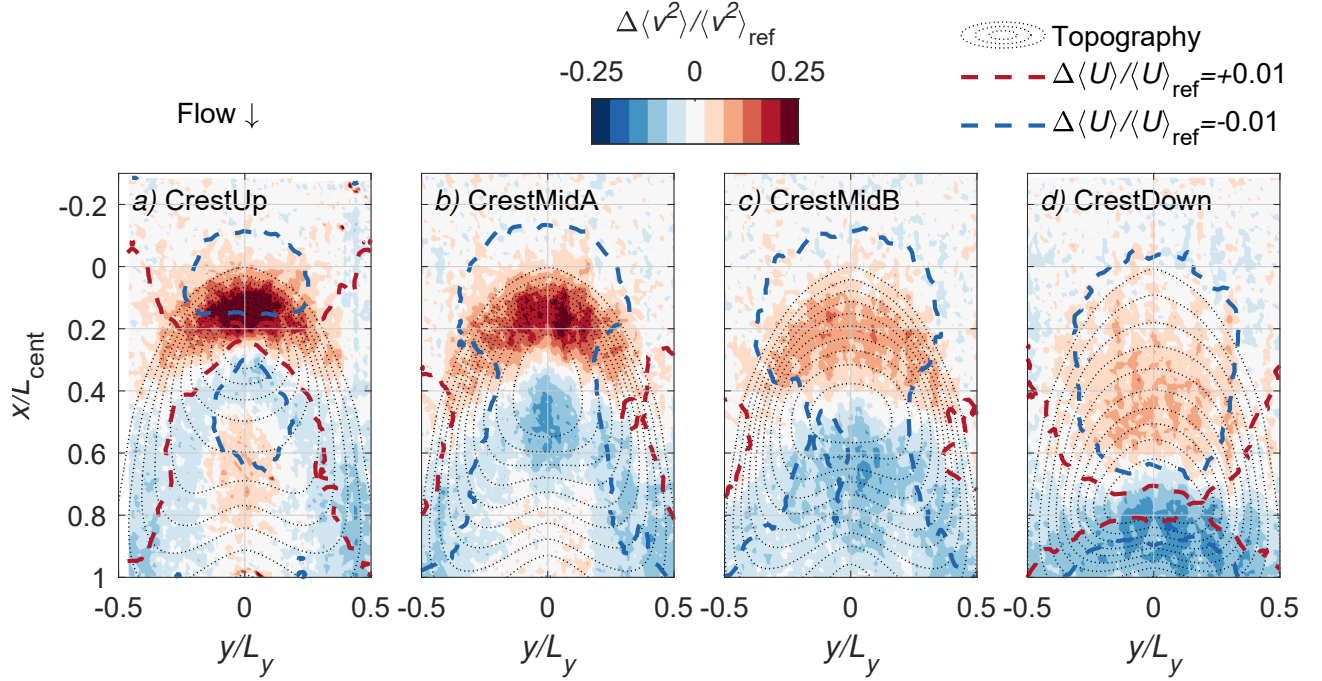 Δ⟨v²⟩/⟨v²⟩ref
-0.25 0 0.25
Topography
Δ⟨U⟩/⟨U⟩ref=+0.01
Δ⟨U⟩/⟨U⟩ref=-0.01
Flow ↓
a) CrestUp
b) CrestMidA
c) CrestMidB
d) CrestDown
x/Lcent
-0.2
0
0.2
0.4
0.6
0.8
1
-0.5 0 0.5
-0.5 0 0.5
-0.5 0 0.5
-0.5 0 0.5
y/Ly
y/Ly
y/Ly
y/Ly